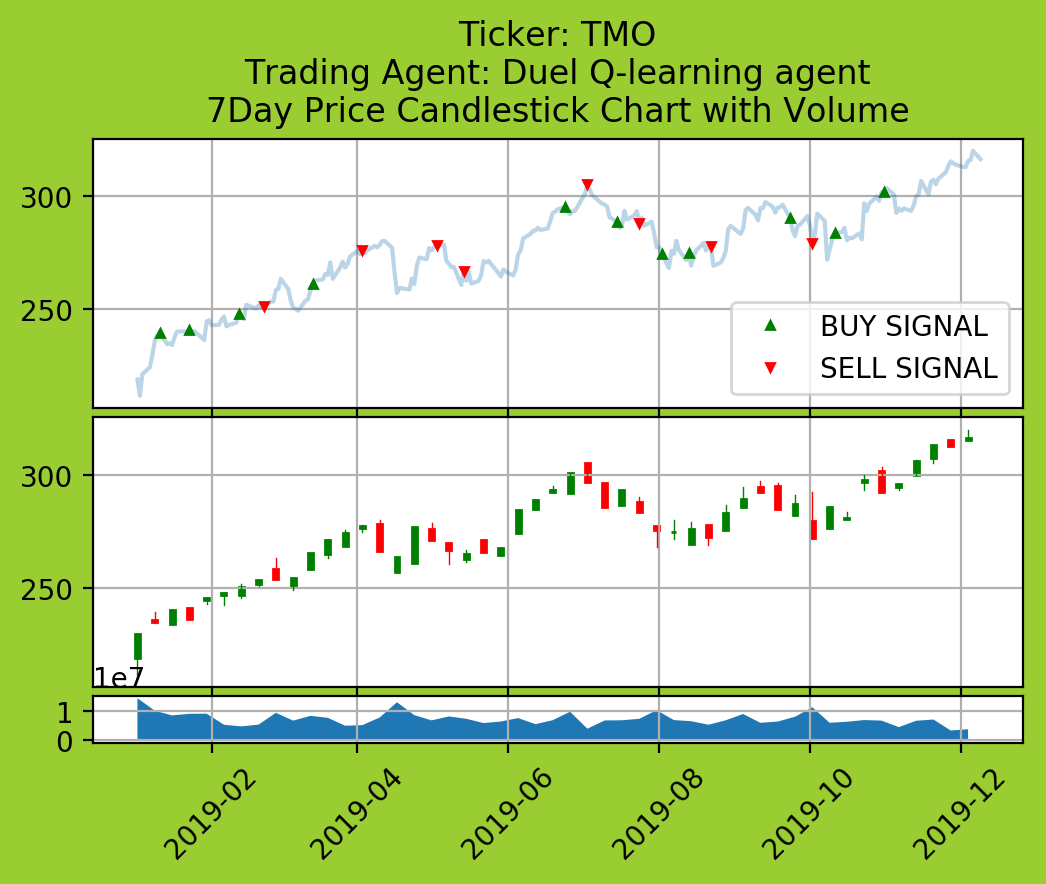 Ticker: TMO
Trading Agent: Duel Q-learning agent
7Day Price Candlestick Chart with Volume
300
250
BUY SIGNAL
SELL SIGNAL
300
250
1e7
1
0
2019-02
2019-04
2019-06
2019-08
2019-10
2019-12